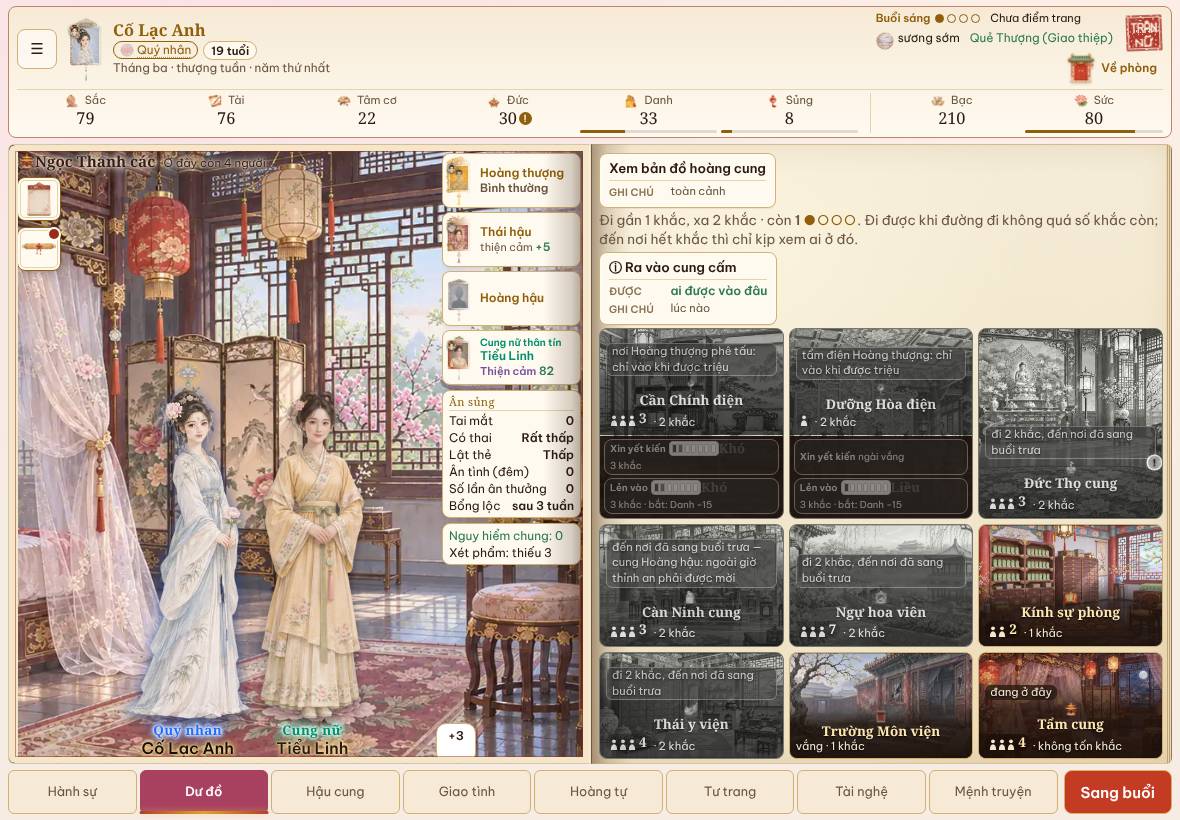 ☰
Cố Lạc Anh
Quý nhân
19 tuổi
Tháng ba · thượng tuần · năm thứ nhất
Buổi sáng
Chưa điểm trang
sương sớm
Quẻ Thượng (Giao thiệp)
TRÂM NỮ
Về phòng
Sắc
79
Tài
76
Tâm cơ
22
Đức
30
Danh
33
Sủng
8
Bạc
210
Sức
80
Ngọc Thanh các · Ở đây còn 4 người
Hoàng thượng
Bình thường
Thái hậu
thiện cảm +5
Hoàng hậu
Cung nữ thân tín
Tiểu Linh
Thiện cảm 82
Ân sủng
Tai mắt 0
Có thai Rất thấp
Lật thẻ Thấp
Ân tình (đêm) 0
Số lần ân thưởng 0
Bổng lộc sau 3 tuần
Nguy hiểm chung: 0
Xét phẩm: thiếu 3
Quý nhân
Cố Lạc Anh
Cung nữ
Tiểu Linh
+3
Xem bản đồ hoàng cung
GHI CHÚ toàn cảnh
Đi gần 1 khắc, xa 2 khắc · còn 1 ●○○○. Đi được khi đường đi không quá số khắc còn;
đến nơi hết khắc thì chỉ kịp xem ai ở đó.
ⓘ Ra vào cung cấm
ĐƯỢC ai được vào đâu
GHI CHÚ lúc nào
nơi Hoàng thượng phê tấu:
chỉ vào khi được triệu
Cần Chính điện
3 · 2 khắc
Xin yết kiến Khó
3 khắc
Lẻn vào Khó
3 khắc · bắt: Danh -15
tẩm điện Hoàng thượng: chỉ
vào khi được triệu
Dưỡng Hòa điện
· 2 khắc
Xin yết kiến ngài vắng
Lẻn vào Liều
3 khắc · bắt: Danh -15
đi 2 khắc, đến nơi đã sang
buổi trưa
Đức Thọ cung
3 · 2 khắc
đến nơi đã sang buổi trưa —
cung Hoàng hậu: ngoài giờ
thỉnh an phải được mời
Càn Ninh cung
3 · 2 khắc
đi 2 khắc, đến nơi đã sang
buổi trưa
Ngự hoa viên
7 · 2 khắc
Kính sự phòng
2 · 1 khắc
đi 2 khắc, đến nơi đã sang
buổi trưa
Thái y viện
4 · 2 khắc
Trường Môn viện
vắng · 1 khắc
đang ở đây
Tẩm cung
4 · không tốn khắc
Hành sự
Dư đồ
Hậu cung
Giao tình
Hoàng tự
Tư trang
Tài nghệ
Mệnh truyện
Sang buổi